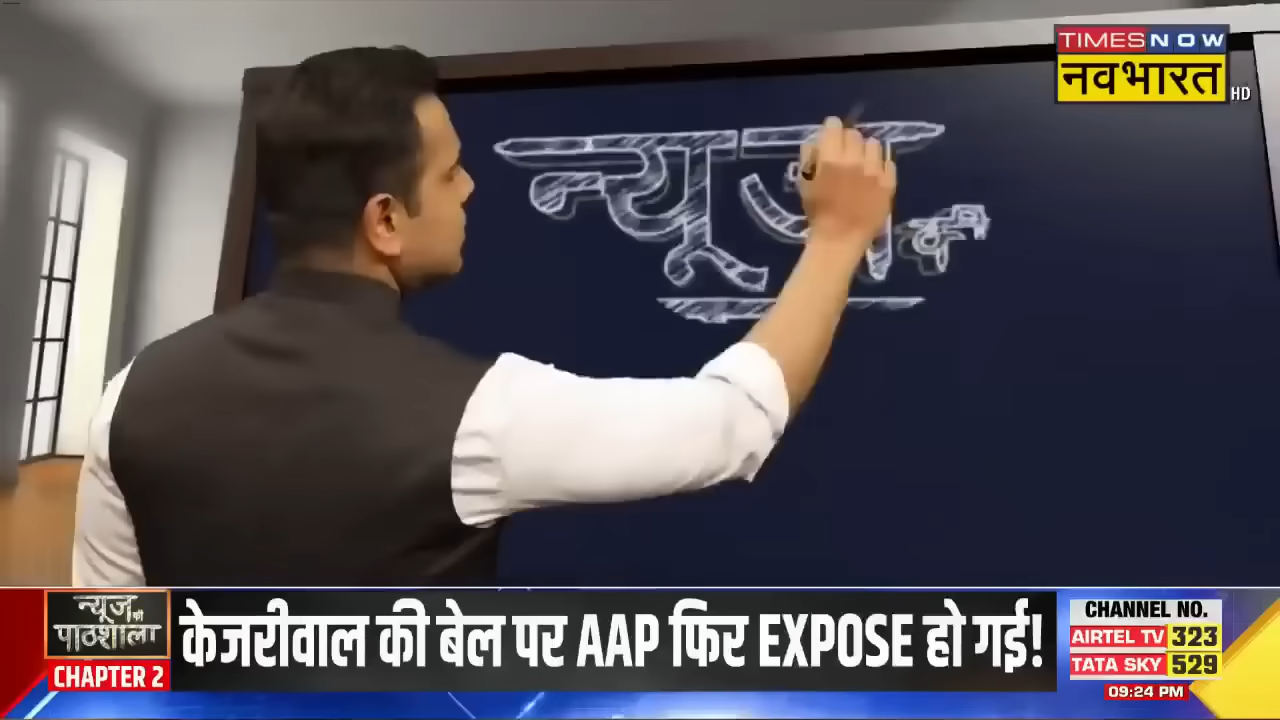 TIMES NOW
नवभारत
HD
न्यूज
की
न्यूज की
पाठशाला
CHAPTER 2
केजरीवाल की बेल पर AAP फिर EXPOSE हो गई!
CHANNEL NO.
AIRTEL TV 323
TATA SKY 529
09:24 PM